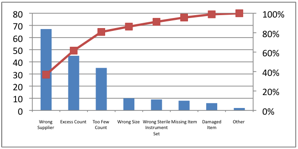 80
70
60
50
40
30
20
10
0
100%
80%
60%
40%
20%
0%
Wrong Supplier
Excess Count
Too Few Count
Wrong Size
Wrong Sterile Instrument Set
Missing Item
Damaged Item
Other